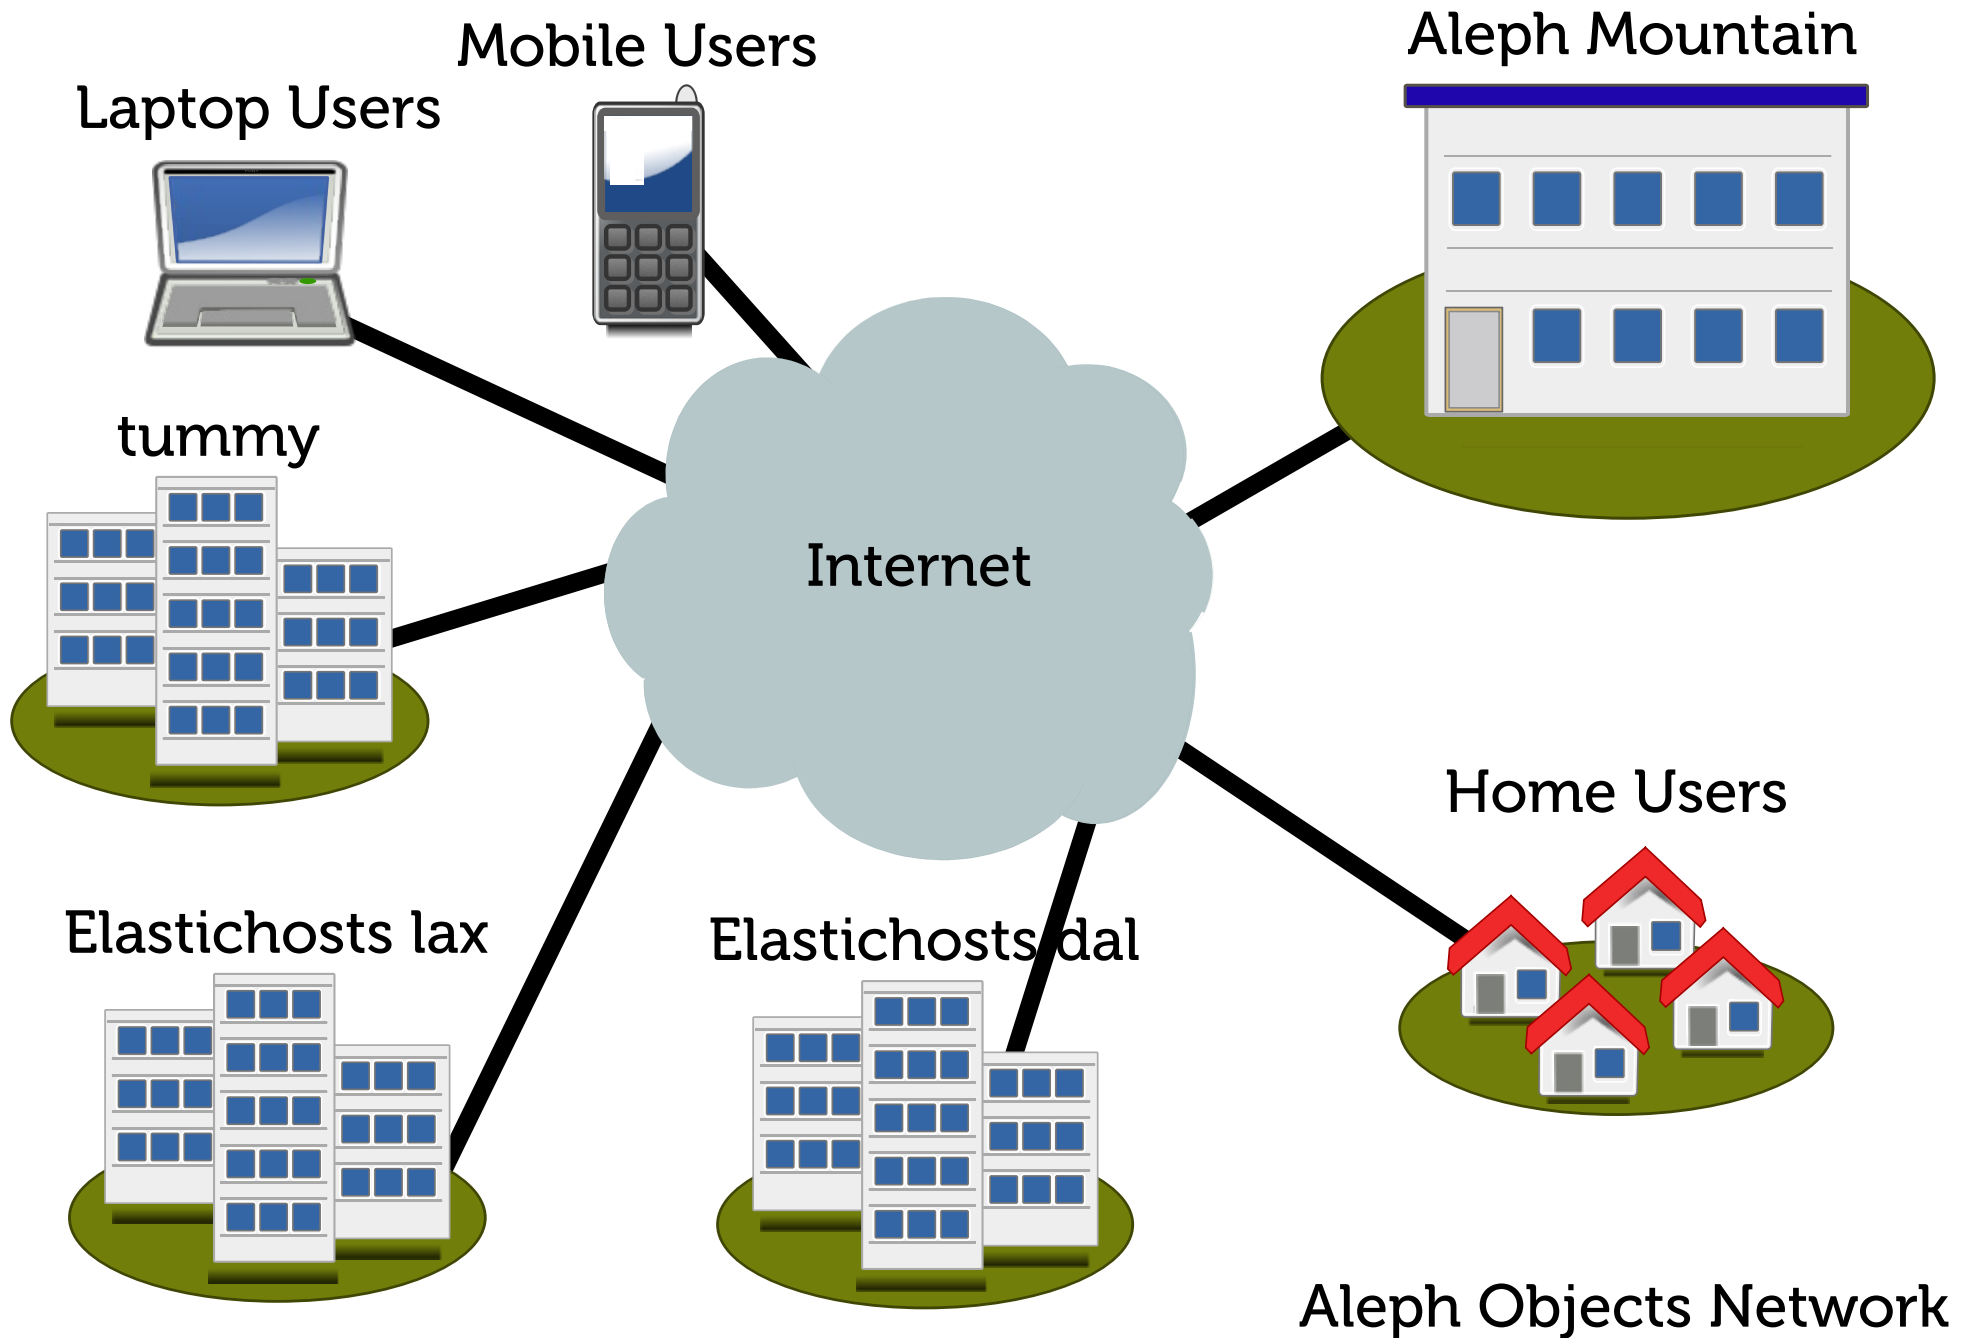 Mobile Users
Aleph Mountain
Laptop Users
tummy
Internet
Home Users
Elastichosts lax
Elastichosts dal
Aleph Objects Network